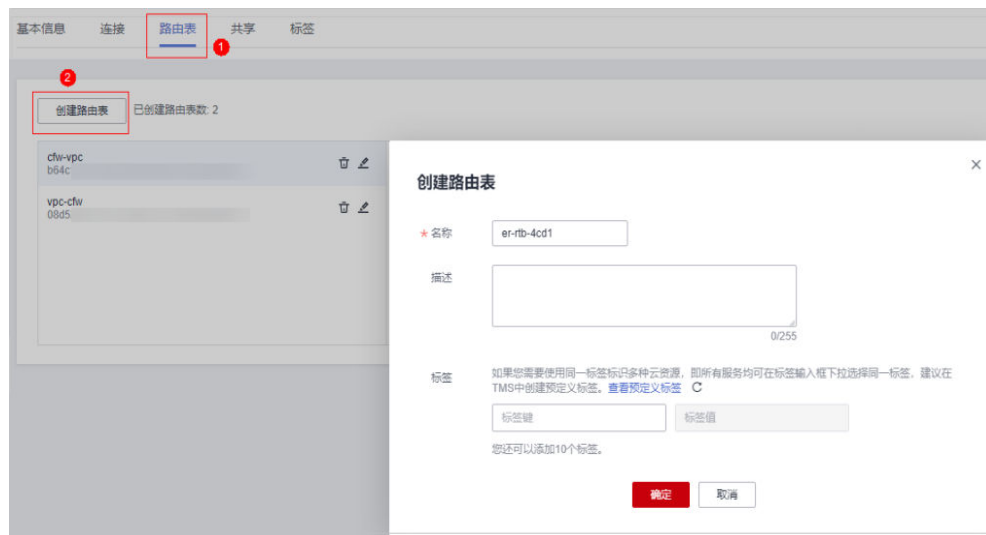 基本信息 连接 路由表 共享 标签
1
2
创建路由表 已创建路由表数: 2
cfw-vpc
b64c
vpc-cfw
08d5
创建路由表
★ 名称 er-rtb-4cd1
描述
0/255
标签 如果您需要使用同一标签标识多种云资源，即所有服务均可在标签输入框下拉选择同一标签，建议在
TMS中创建预定义标签。查看预定义标签
标签键 标签值
您还可以添加10个标签。
确定 取消